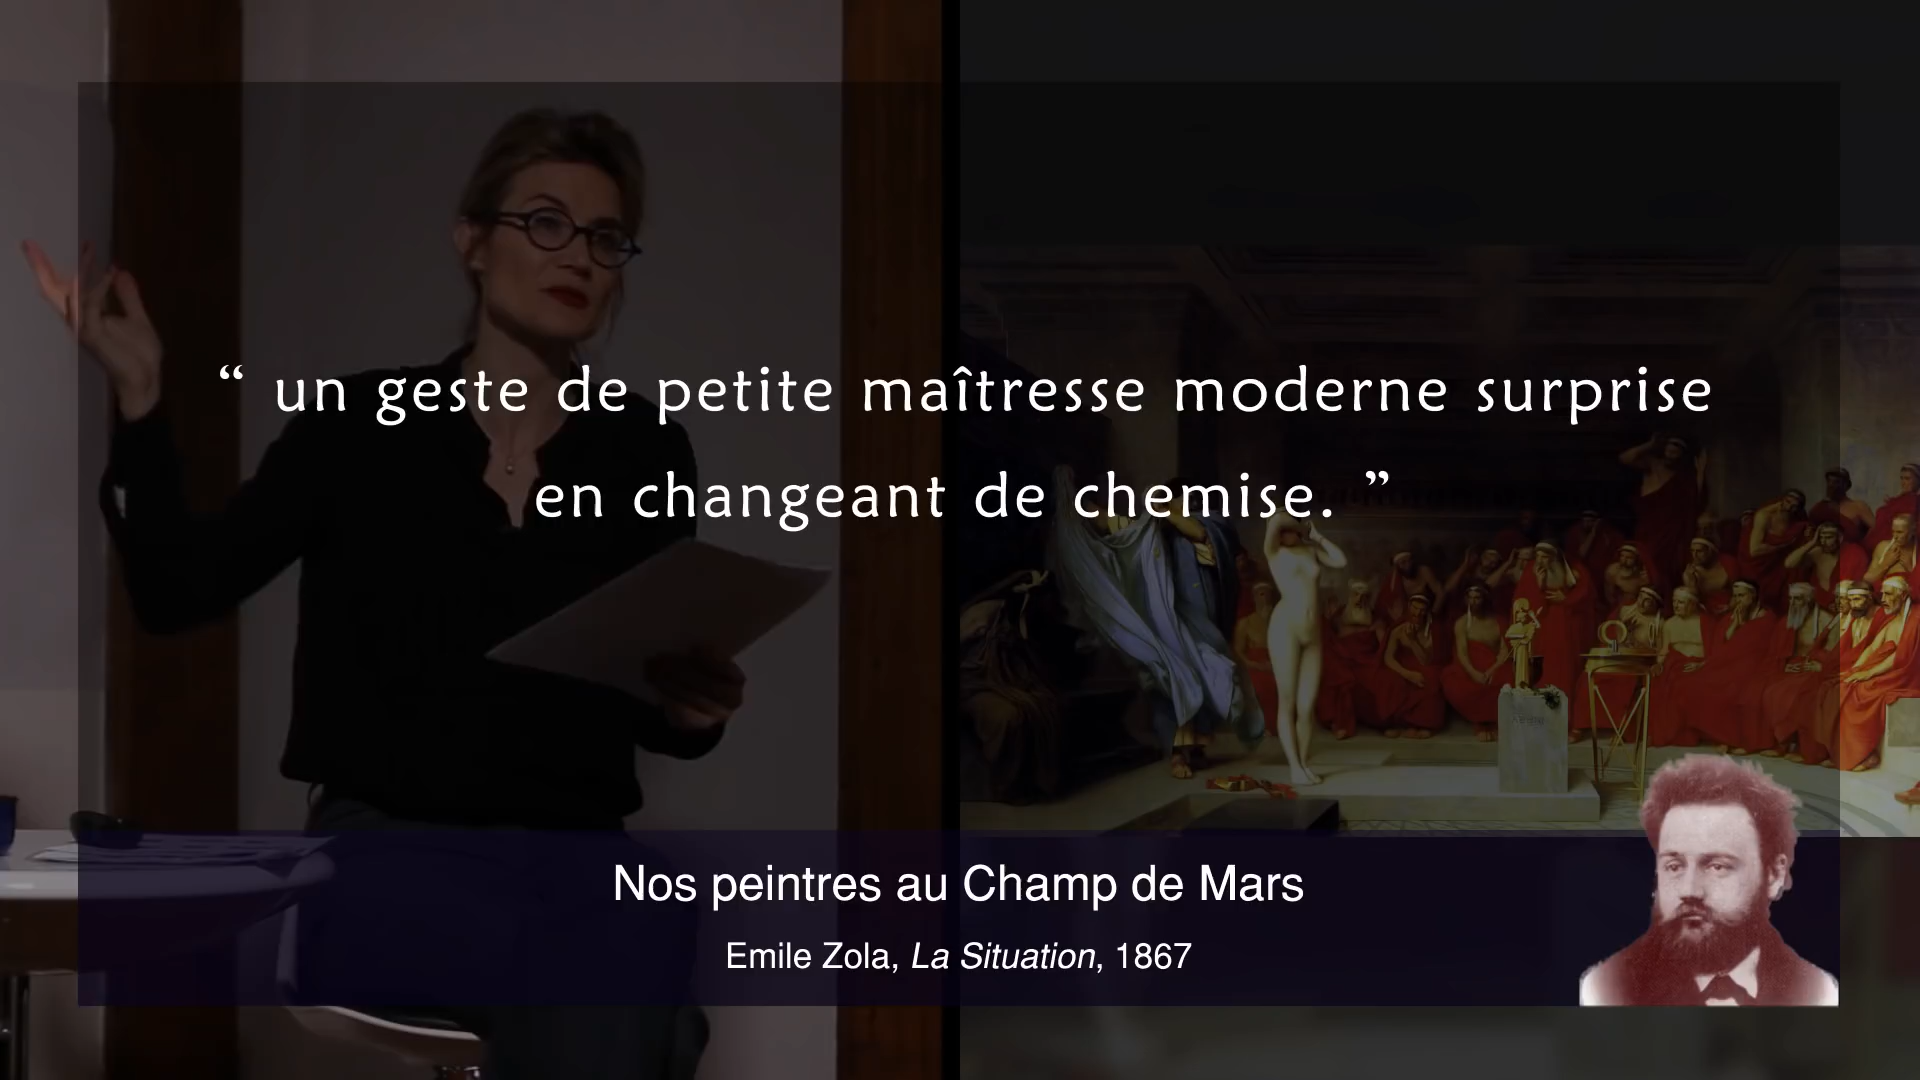 “ un geste de petite maîtresse moderne surprise
en changeant de chemise. ”
Nos peintres au Champ de Mars
Emile Zola, La Situation, 1867